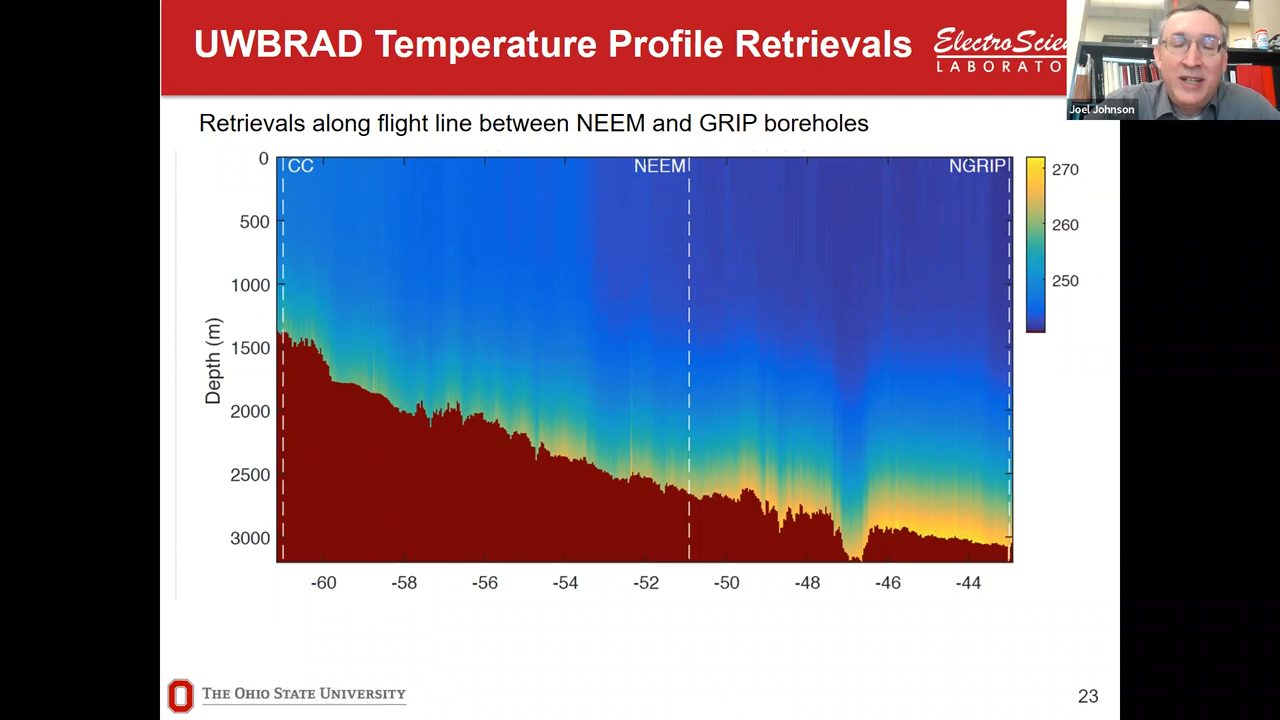 UWBRAD Temperature Profile Retrievals
ElectroScien
LABORATO
Joel Johnson
Retrievals along flight line between NEEM and GRIP boreholes
CC
NEEM
NGRIP
0
500
1000
1500
2000
2500
3000
Depth (m)
-60
-58
-56
-54
-52
-50
-48
-46
-44
270
260
250
THE OHIO STATE UNIVERSITY
23